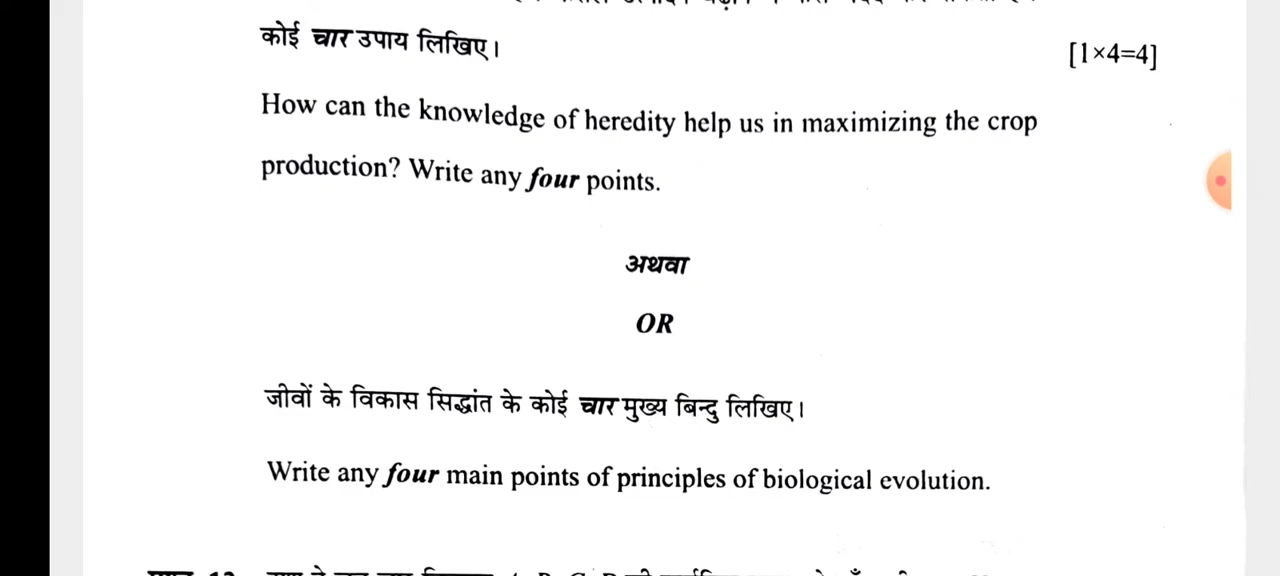 कोई चार उपाय लिखिए।
[1×4=4]
How can the knowledge of heredity help us in maximizing the crop
production? Write any four points.
अथवा
OR
जीवों के विकास सिद्धांत के कोई चार मुख्य बिन्दु लिखिए।
Write any four main points of principles of biological evolution.